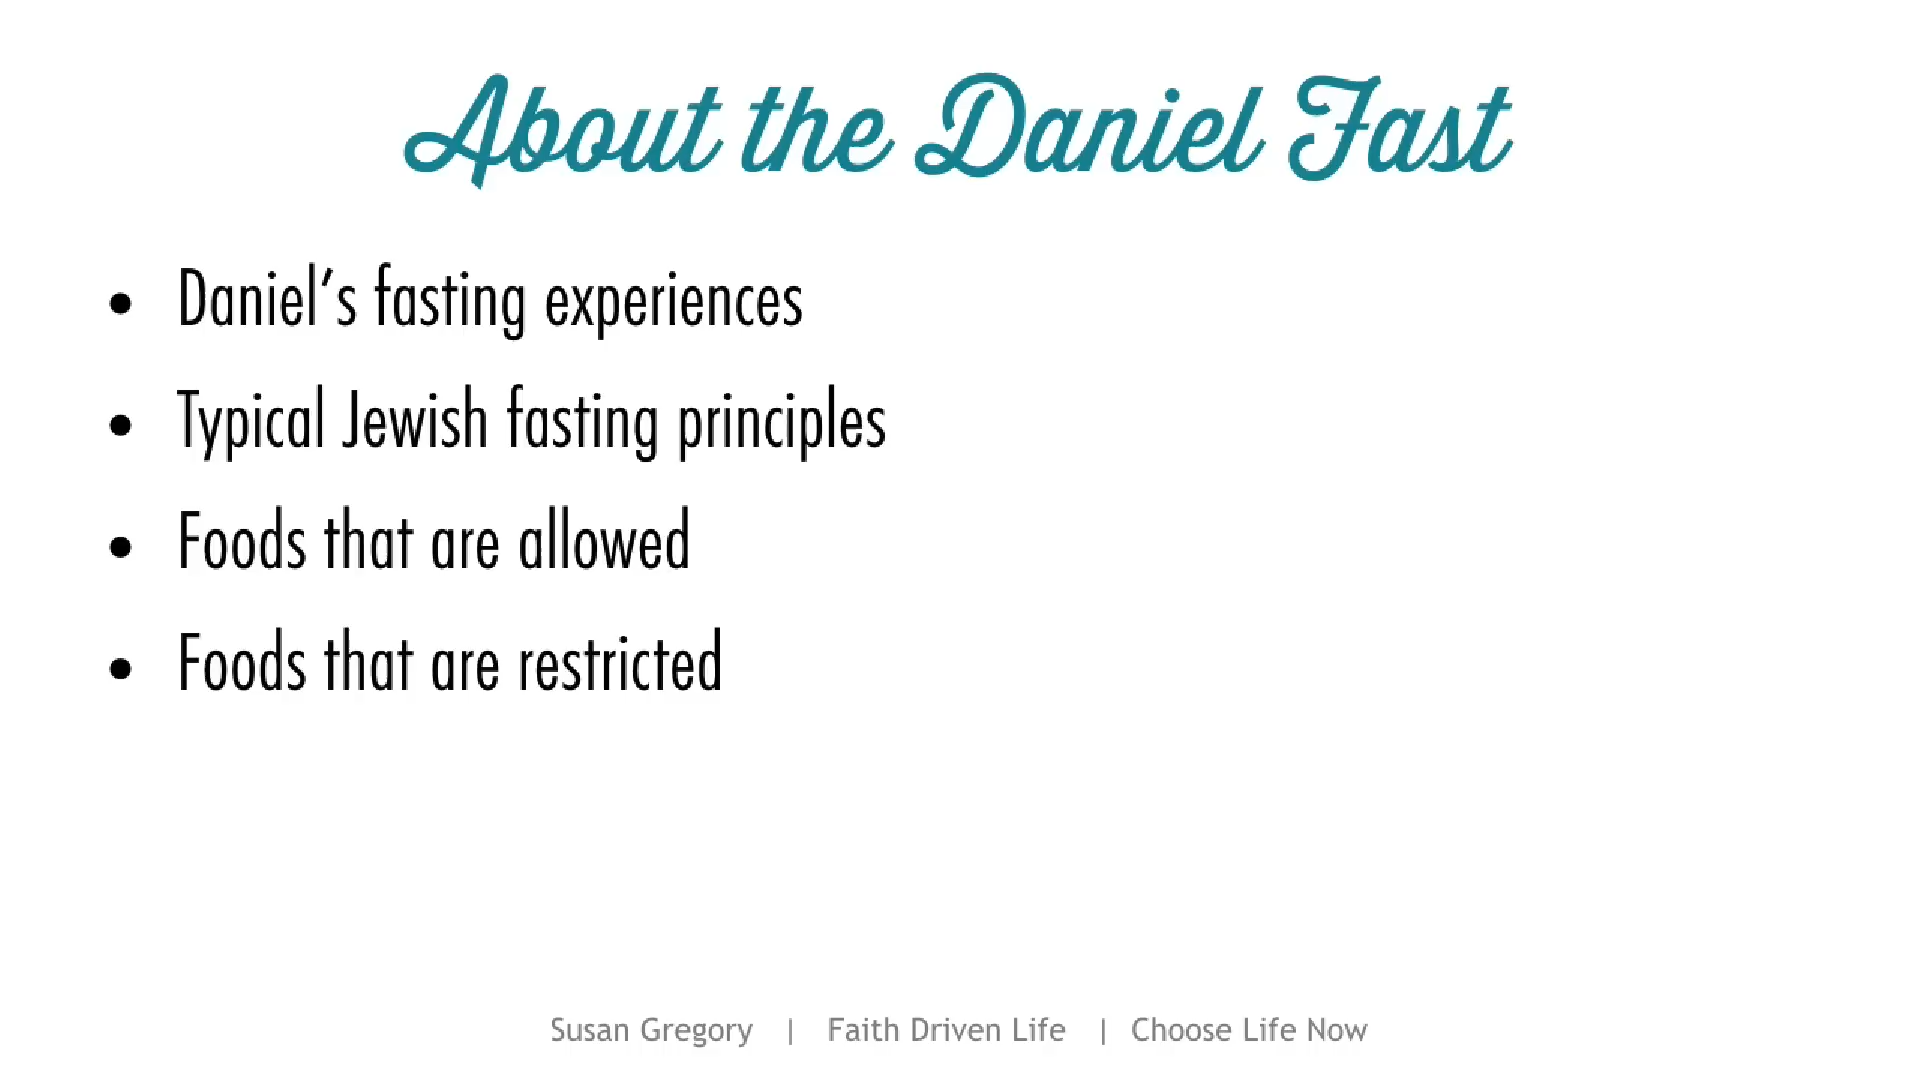 About the Daniel Fast
• Daniel’s fasting experiences
• Typical Jewish fasting principles
• Foods that are allowed
• Foods that are restricted
Susan Gregory | Faith Driven Life | Choose Life Now